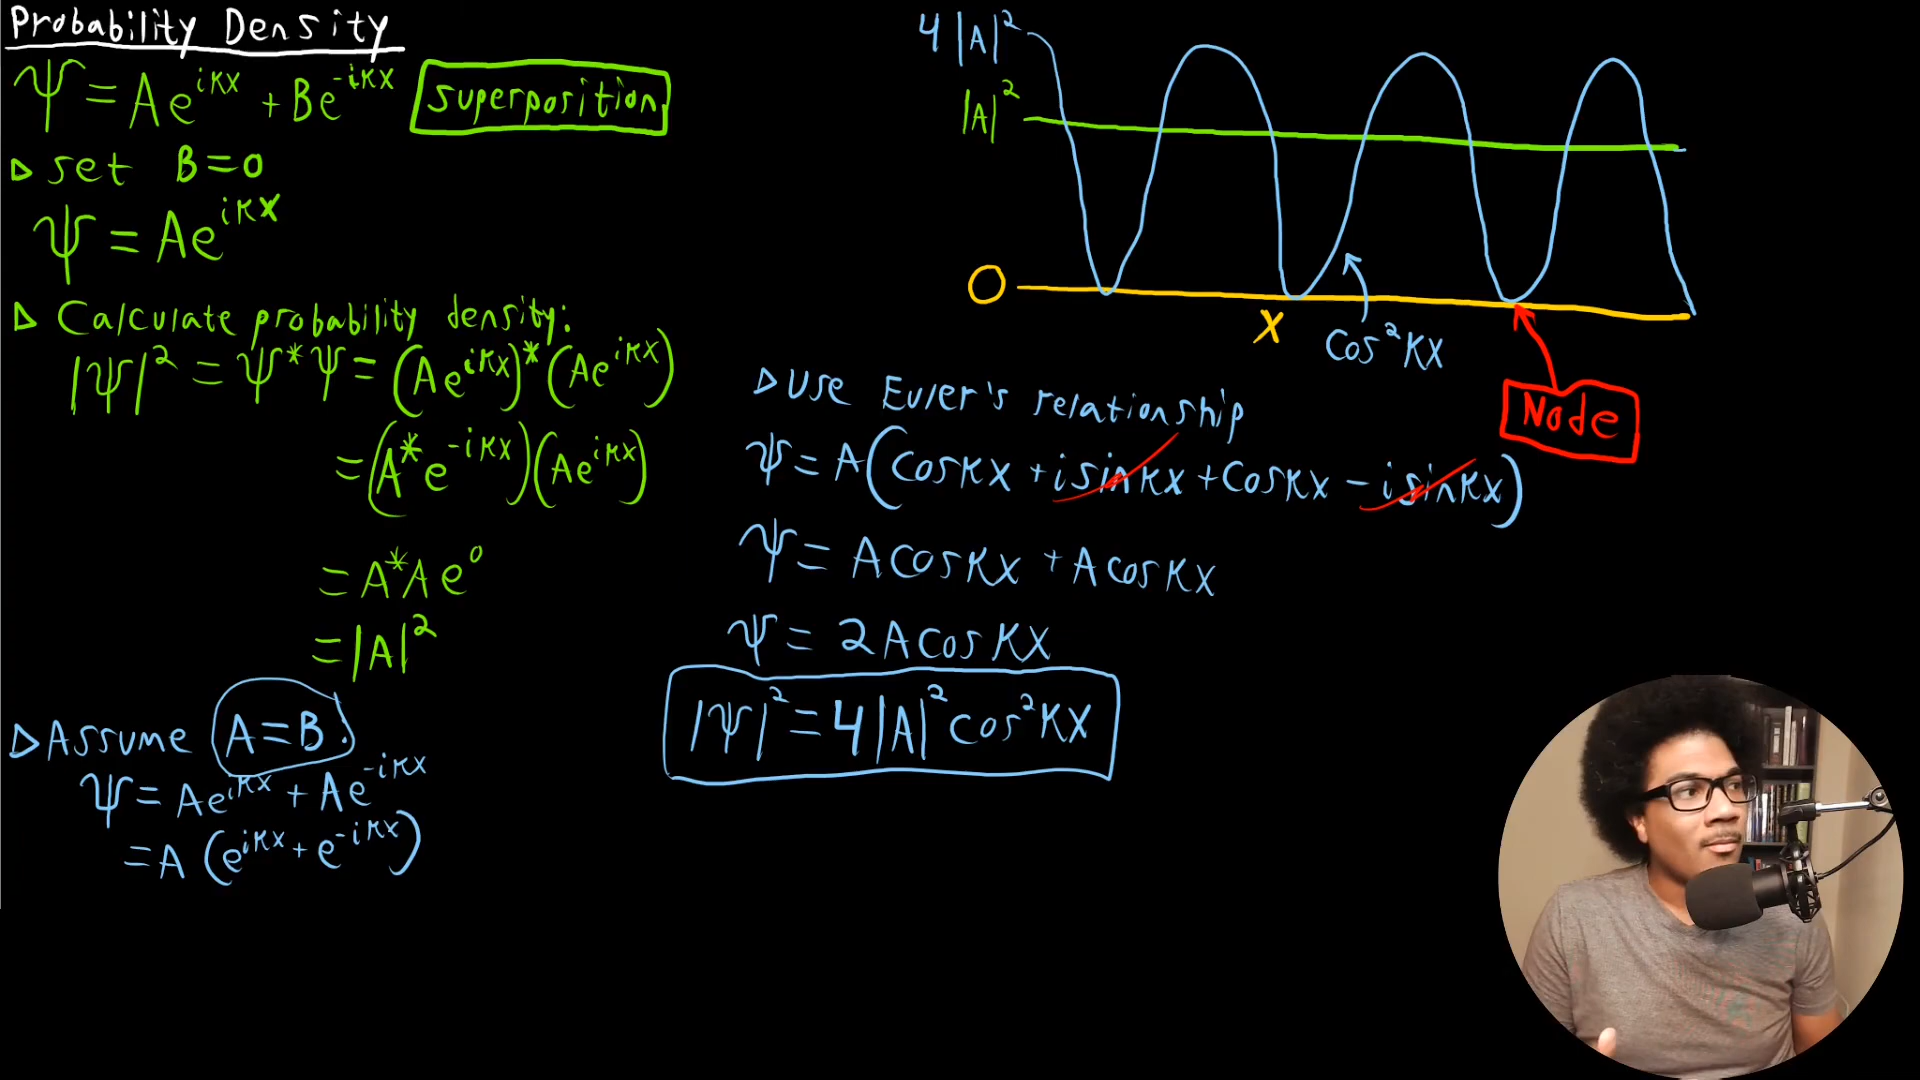 Probability Density
Ψ = Ae^{iKX} + Be^{-iKX} superposition
▷ set B=0
Ψ = Ae^{iKX}
▷ Calculate probability density:
|Ψ|² = Ψ*Ψ = (Ae^{iKX})*(Ae^{iKX})
=(A*e^{-iKX})(Ae^{iKX})
= A*Ae⁰
=|A|²
▷Assume A=B.
Ψ = Ae^{iKX} + Ae^{-iKX}
=A (e^{iKX} + e^{-iKX})
4|A|²
|A|²
0
X
Cos²KX
Node
▷Use Euler's relationship
Ψ = A(CosKX +isinKX +CosKX -isinKX)
Ψ = ACosKX + ACosKX
Ψ = 2ACosKX
|Ψ|² = 4|A|²cos²KX